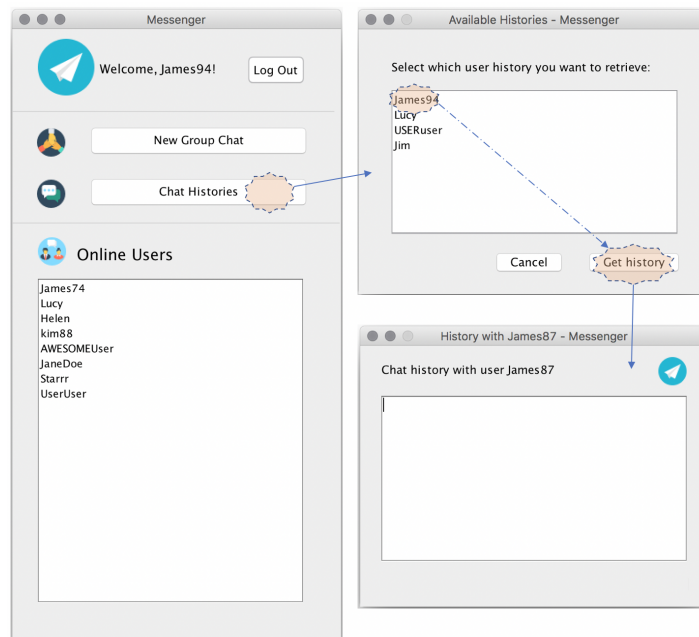 Messenger
Welcome, James94!
Log Out
New Group Chat
Chat Histories
Online Users
James74
Lucy
Helen
kim88
AWESOMEUser
JaneDoe
Starrr
UserUser
Available Histories - Messenger
Select which user history you want to retrieve:
James94
Lucy
USERuser
Jim
Cancel
Get history
History with James87 - Messenger
Chat history with user James87